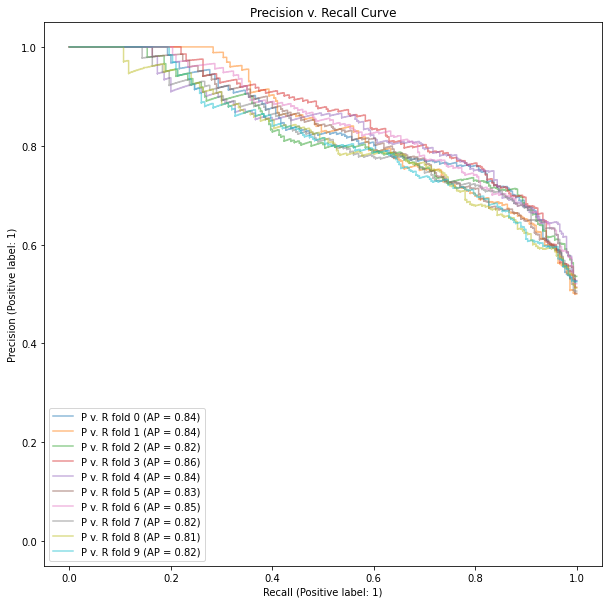 Precision v. Recall Curve
1.0
0.8
0.6
0.4
0.2
0.0
Precision (Positive label: 1)
P v. R fold 0 (AP = 0.84)
P v. R fold 1 (AP = 0.84)
P v. R fold 2 (AP = 0.82)
P v. R fold 3 (AP = 0.86)
P v. R fold 4 (AP = 0.84)
P v. R fold 5 (AP = 0.83)
P v. R fold 6 (AP = 0.85)
P v. R fold 7 (AP = 0.82)
P v. R fold 8 (AP = 0.81)
P v. R fold 9 (AP = 0.82)
0.0 0.2 0.4 0.6 0.8 1.0
Recall (Positive label: 1)